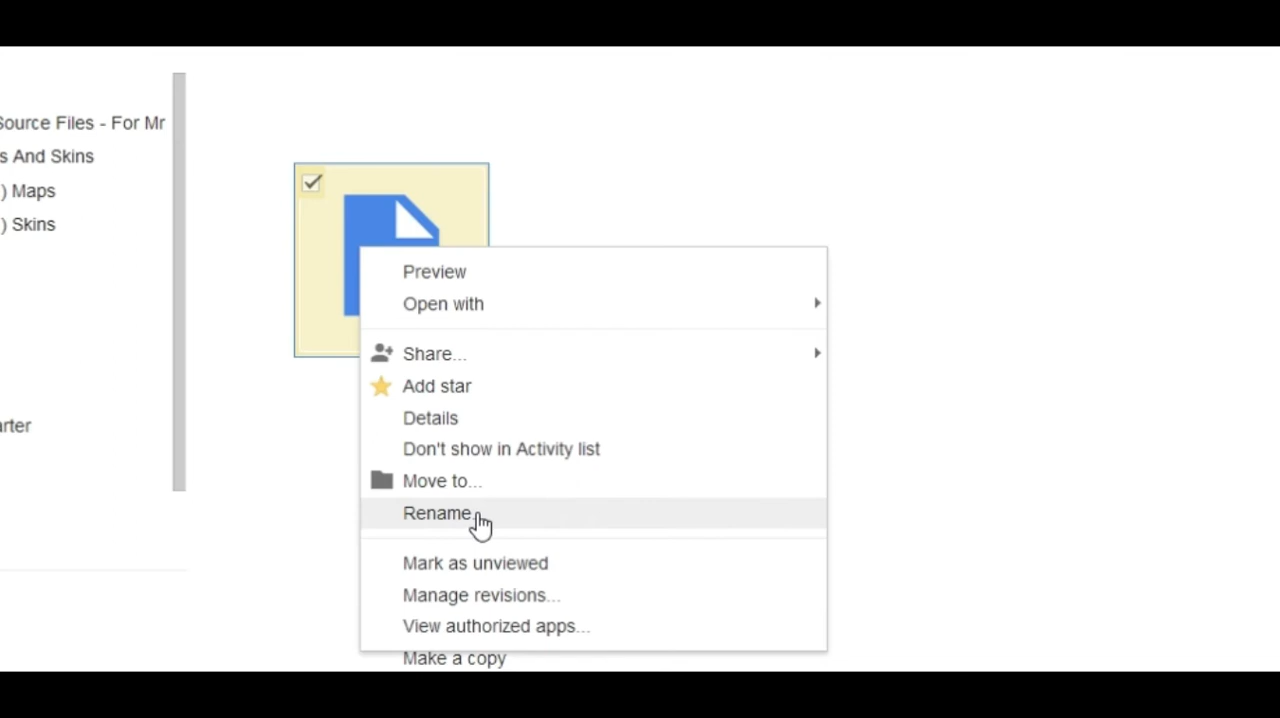 Source Files - For Mr
s And Skins
) Maps
) Skins
arter
Preview
Open with
Share...
Add star
Details
Don't show in Activity list
Move to...
Rename
Mark as unviewed
Manage revisions...
View authorized apps...
Make a copy